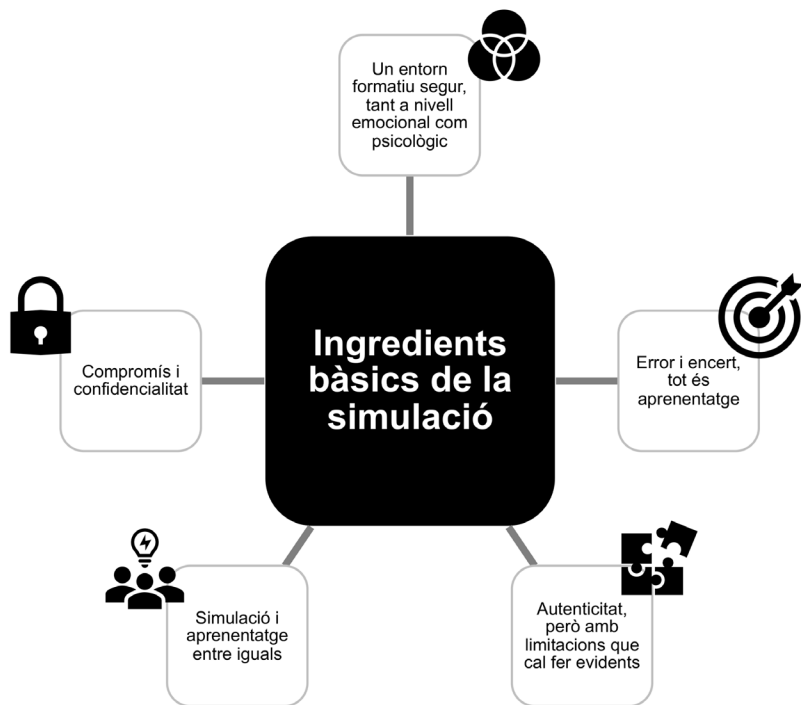 Un entorn
formatiu segur,
tant a nivell
emocional com
psicològic
Ingredients
bàsics de la
simulació
Compromís i
confidencialitat
Error i encert,
tot és
aprenentatge
Simulació i
aprenentatge
entre iguals
Autenticitat,
però amb
limitacions que
cal fer evidents